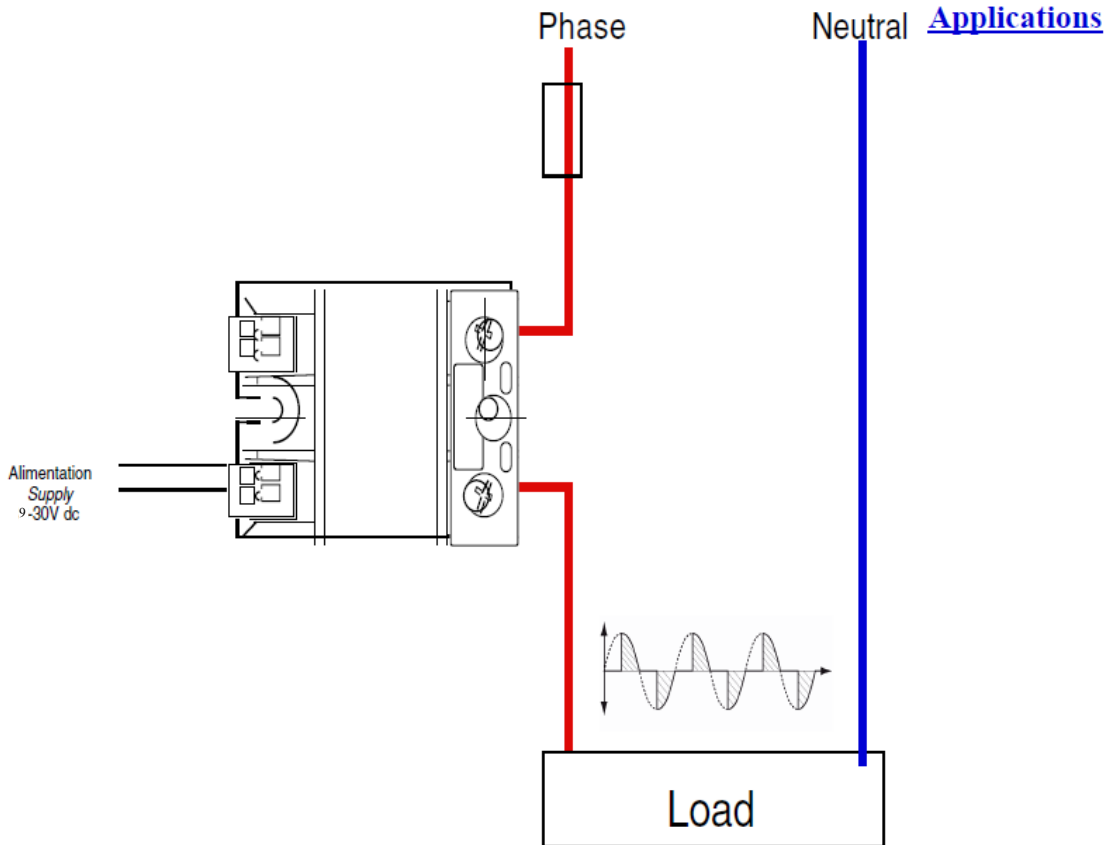 Phase
Neutral
Applications
Alimentation
Supply
9-30V dc
Load